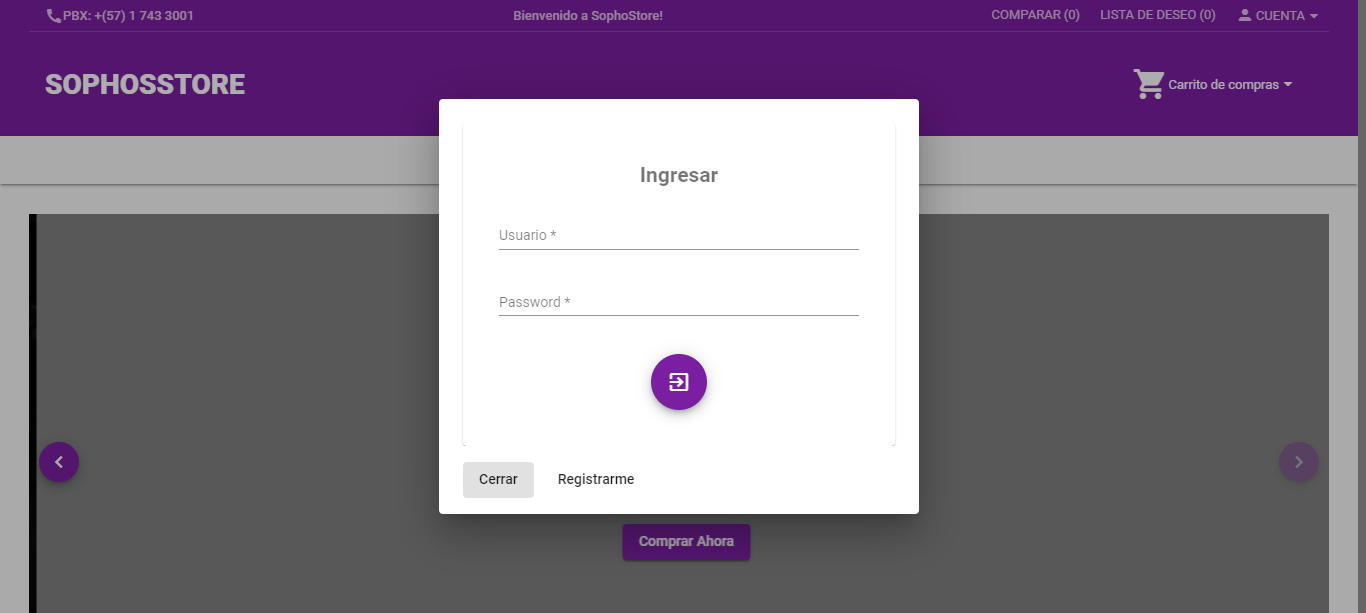 PBX: +(57) 1 743 3001
Bienvenido a SophoStore!
COMPARAR (0)
LISTA DE DESEO (0)
CUENTA
SOPHOSSTORE
Carrito de compras
Ingresar
Usuario *
Password *
Cerrar
Registrarme
Comprar Ahora